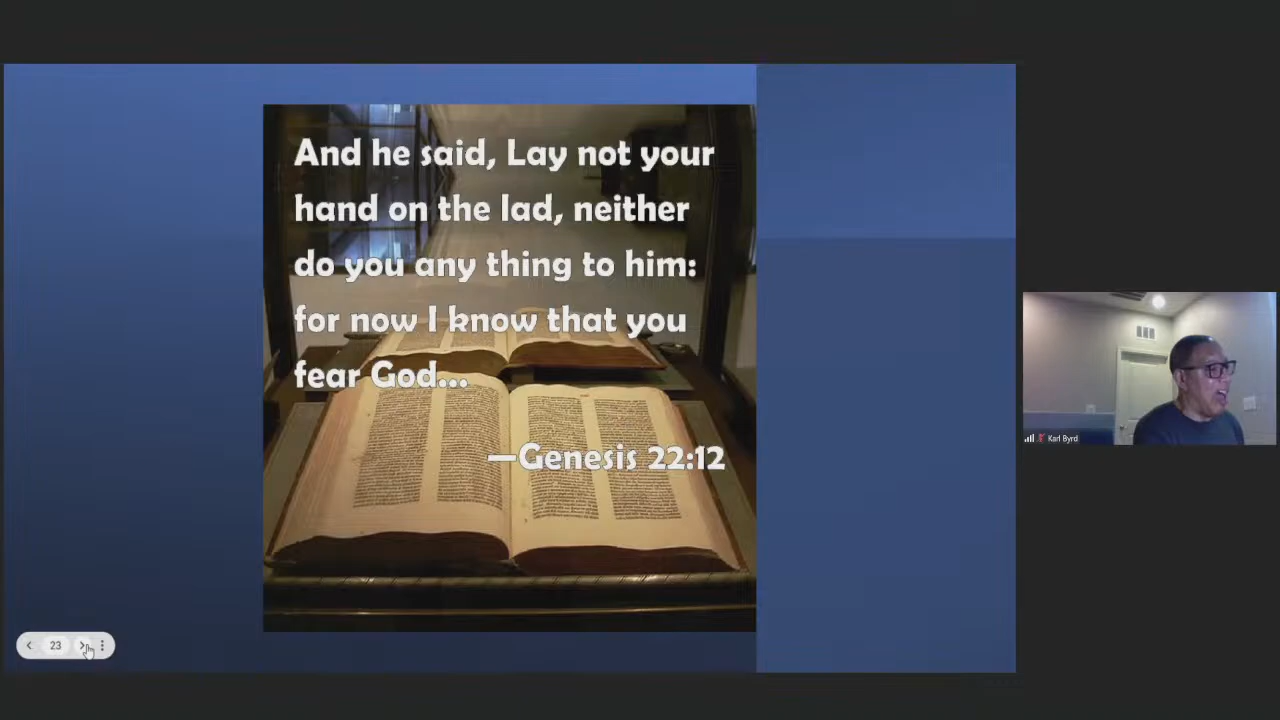 And he said, Lay not your
hand on the lad, neither
do you any thing to him:
for now I know that you
fear God...
—Genesis 22:12
23
Karl Byrd